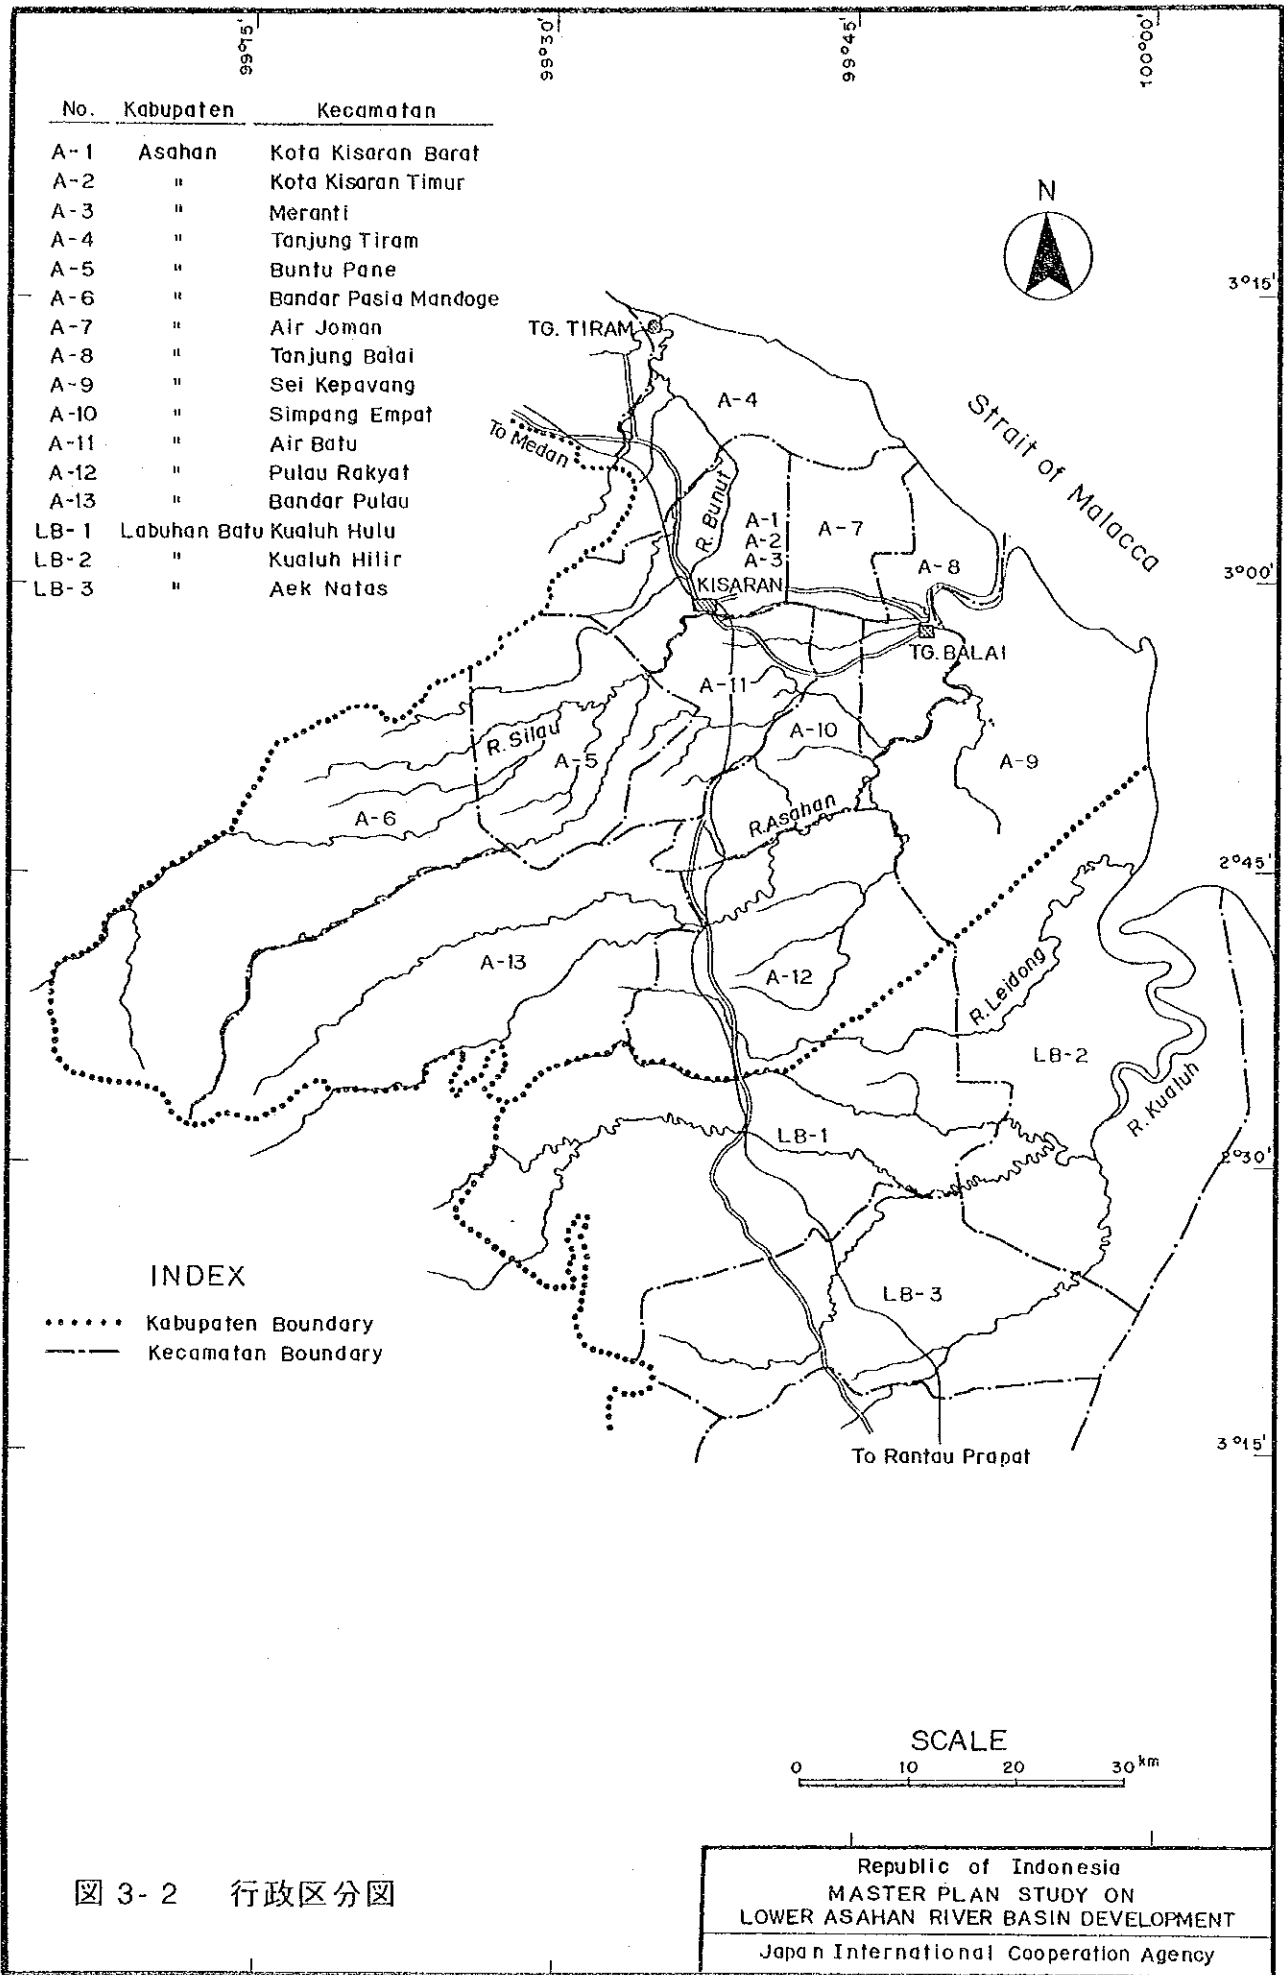 99°15'
99°30'
99°45'
100°00'
No. Kabupaten Kecamatan
A-1 Asahan Kota Kisaran Barat
A-2 " Kota Kisaran Timur
A-3 " Meranti
A-4 " Tanjung Tiram
A-5 " Buntu Pane
A-6 " Bandar Pasia Mandoge
A-7 " Air Joman
A-8 " Tanjung Balai
A-9 " Sei Kepavang
A-10 " Simpang Empat
A-11 " Air Batu
A-12 " Pulau Rakyat
A-13 " Bandar Pulau
LB-1 Labuhan Batu Kualuh Hulu
LB-2 " Kualuh Hilir
LB-3 " Aek Natas
N
3°15'
TG. TIRAM
A-4
To Medan
Strait of Malacca
R. Bunut
A-1
A-2
A-3
A-7
A-8
3°00'
KISARAN
TG. BALAI
A-11
R. Silau
A-5
A-10
A-9
A-6
R. Asahan
2°45'
A-13
A-12
R. Leidong
LB-2
R. Kualuh
LB-1
2°30'
INDEX
Kabupaten Boundary
Kecamatan Boundary
LB-3
To Rantau Prapat
3°15'
SCALE
0 10 20 30 km
図 3-2 行政区分図
Republic of Indonesia
MASTER PLAN STUDY ON
LOWER ASAHAN RIVER BASIN DEVELOPMENT
Japan International Cooperation Agency